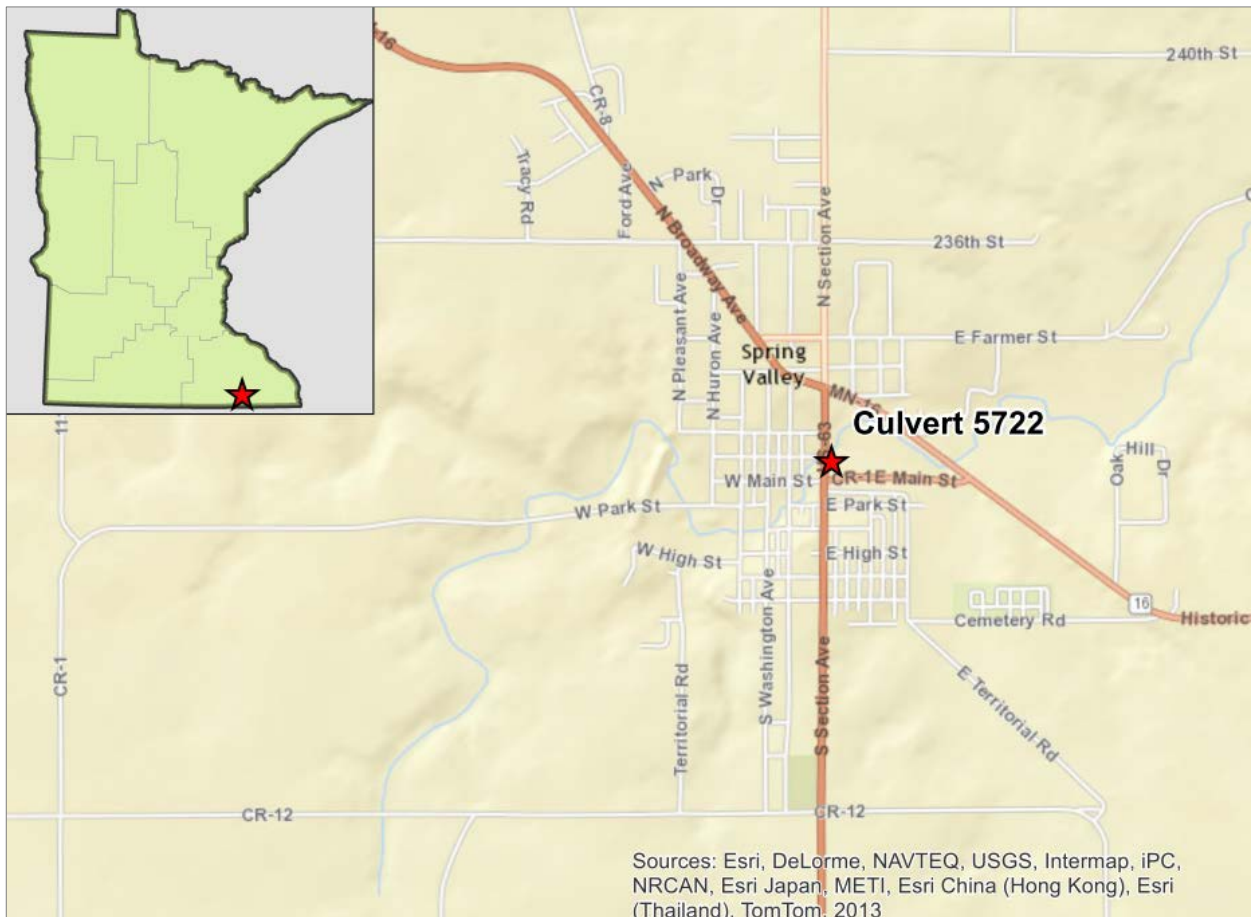 -16
240th St
CR-8
Tracy Rd
Ford Ave
N Park Dr
N Broadway Ave
N Section Ave
236th St
N Pleasant Ave
N Huron Ave
Spring
Valley
E Farmer St
MN-16
Culvert 5722
-63
Oak Hill Dr
11-
W Main St
CR-1
E Main St
W Park St
E Park St
W High St
E High St
16
Historic
Cemetery Rd
CR-1
Territorial Rd
S Washington Ave
S Section Ave
E Territorial Rd
CR-12
CR-12
Sources: Esri, DeLorme, NAVTEQ, USGS, Intermap, iPC,
NRCAN, Esri Japan, METI, Esri China (Hong Kong), Esri
(Thailand), TomTom, 2013